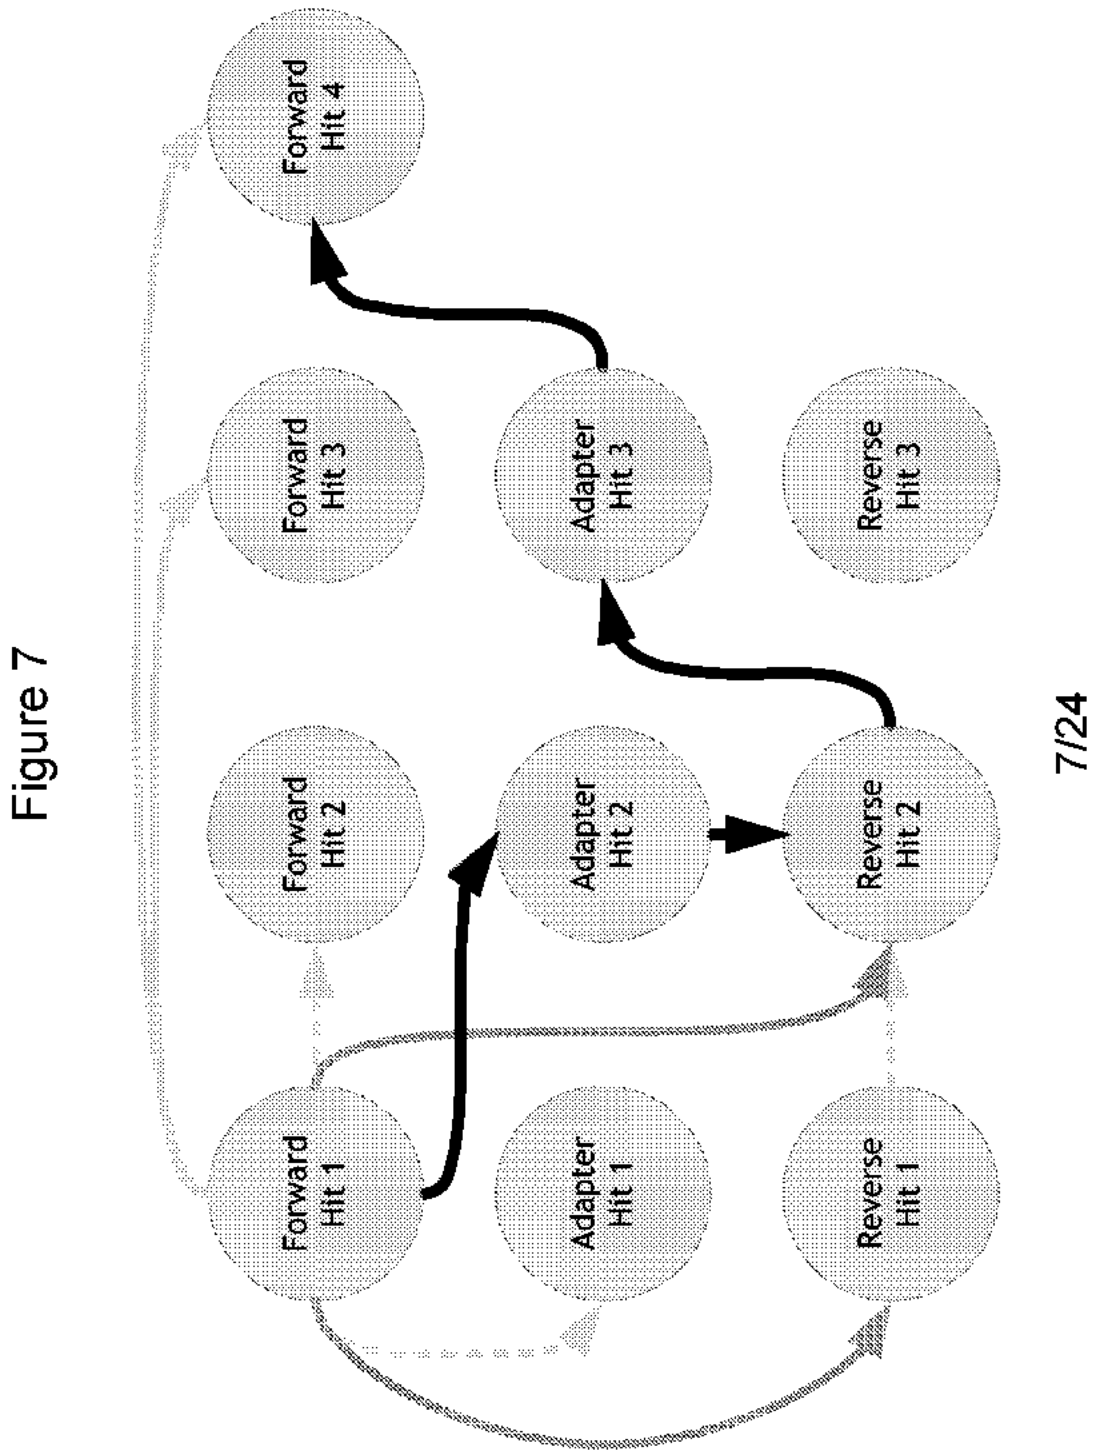 Figure 7
Forward
Hit 1
Forward
Hit 2
Forward
Hit 3
Forward
Hit 4
Adapter
Hit 1
Adapter
Hit 2
Adapter
Hit 3
Reverse
Hit 1
Reverse
Hit 2
Reverse
Hit 3
7/24